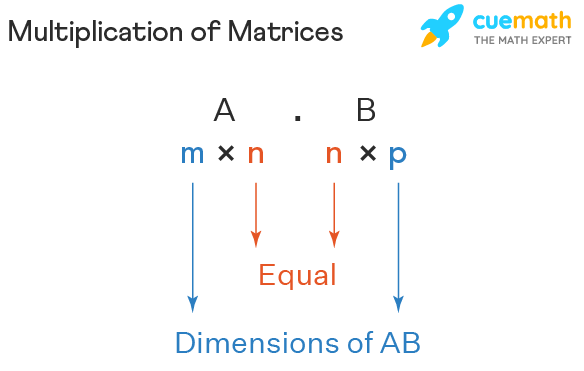 Multiplication of Matrices
cuemath
THE MATH EXPERT
A . B
m × n n × p
Equal
Dimensions of AB